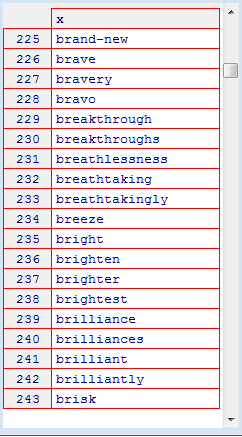 x
225 brand-new
226 brave
227 bravery
228 bravo
229 breakthrough
230 breakthroughs
231 breathlessness
232 breathtaking
233 breathtakingly
234 breeze
235 bright
236 brighten
237 brighter
238 brightest
239 brilliance
240 brilliances
241 brilliant
242 brilliantly
243 brisk